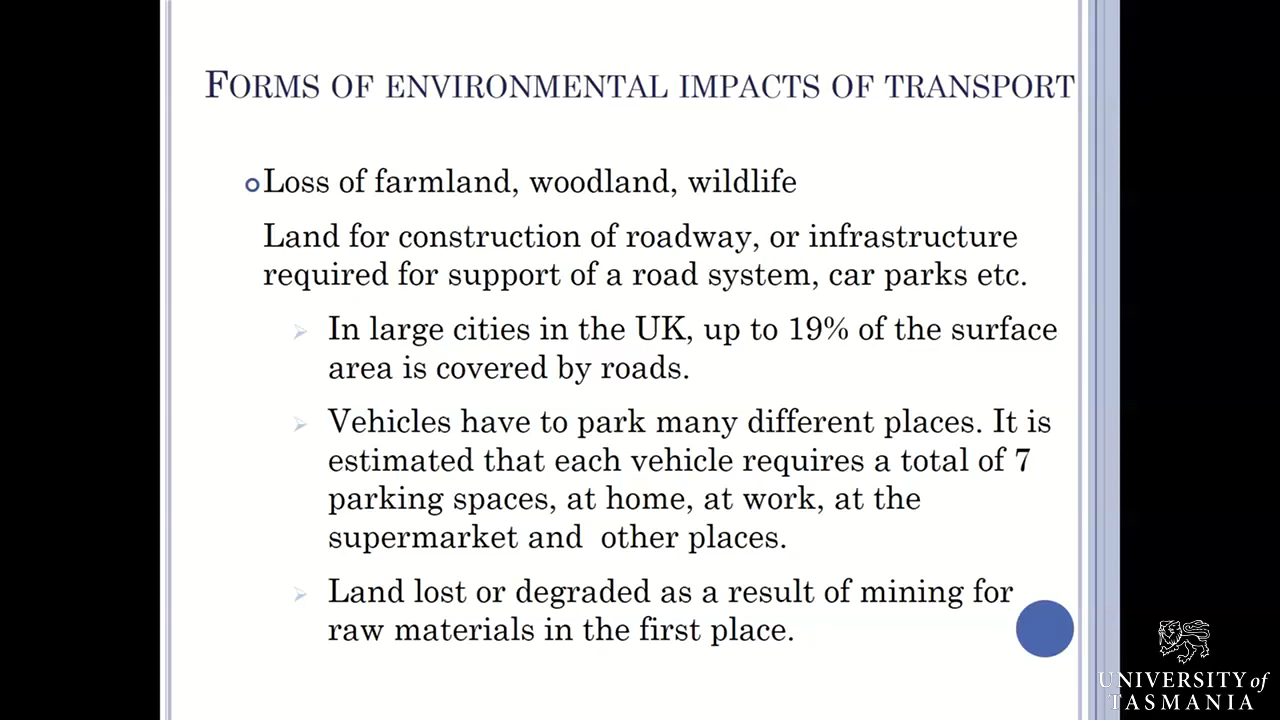 FORMS OF ENVIRONMENTAL IMPACTS OF TRANSPORT
Loss of farmland, woodland, wildlife
Land for construction of roadway, or infrastructure
required for support of a road system, car parks etc.
In large cities in the UK, up to 19% of the surface
area is covered by roads.
Vehicles have to park many different places. It is
estimated that each vehicle requires a total of 7
parking spaces, at home, at work, at the
supermarket and other places.
Land lost or degraded as a result of mining for
raw materials in the first place.
UNIVERSITY of
TASMANIA